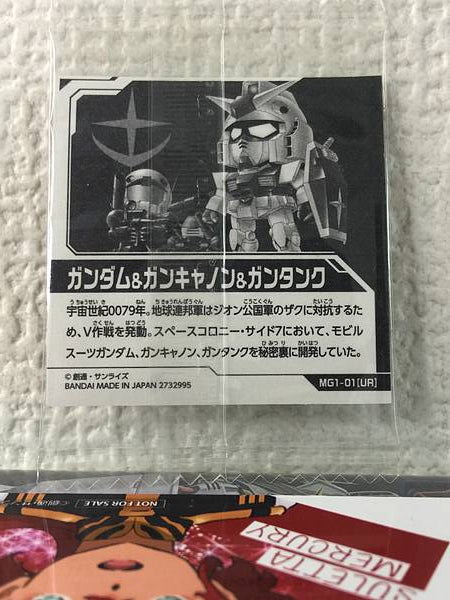 ガンダム&ガンキャノン&ガンタンク
宇宙世紀0079年。地球連邦軍はジオン公国軍のザクに対抗するた
め、V作戦を発動。スペースコロニー・サイド7において、モビル
スーツガンダム、ガンキャノン、ガンタンクを秘密裏に開発していた。
© 創通・サンライズ
BANDAI MADE IN JAPAN 2732995
MG1-01[UR]
NOT FOR SALE
SULETTA
MERCURY